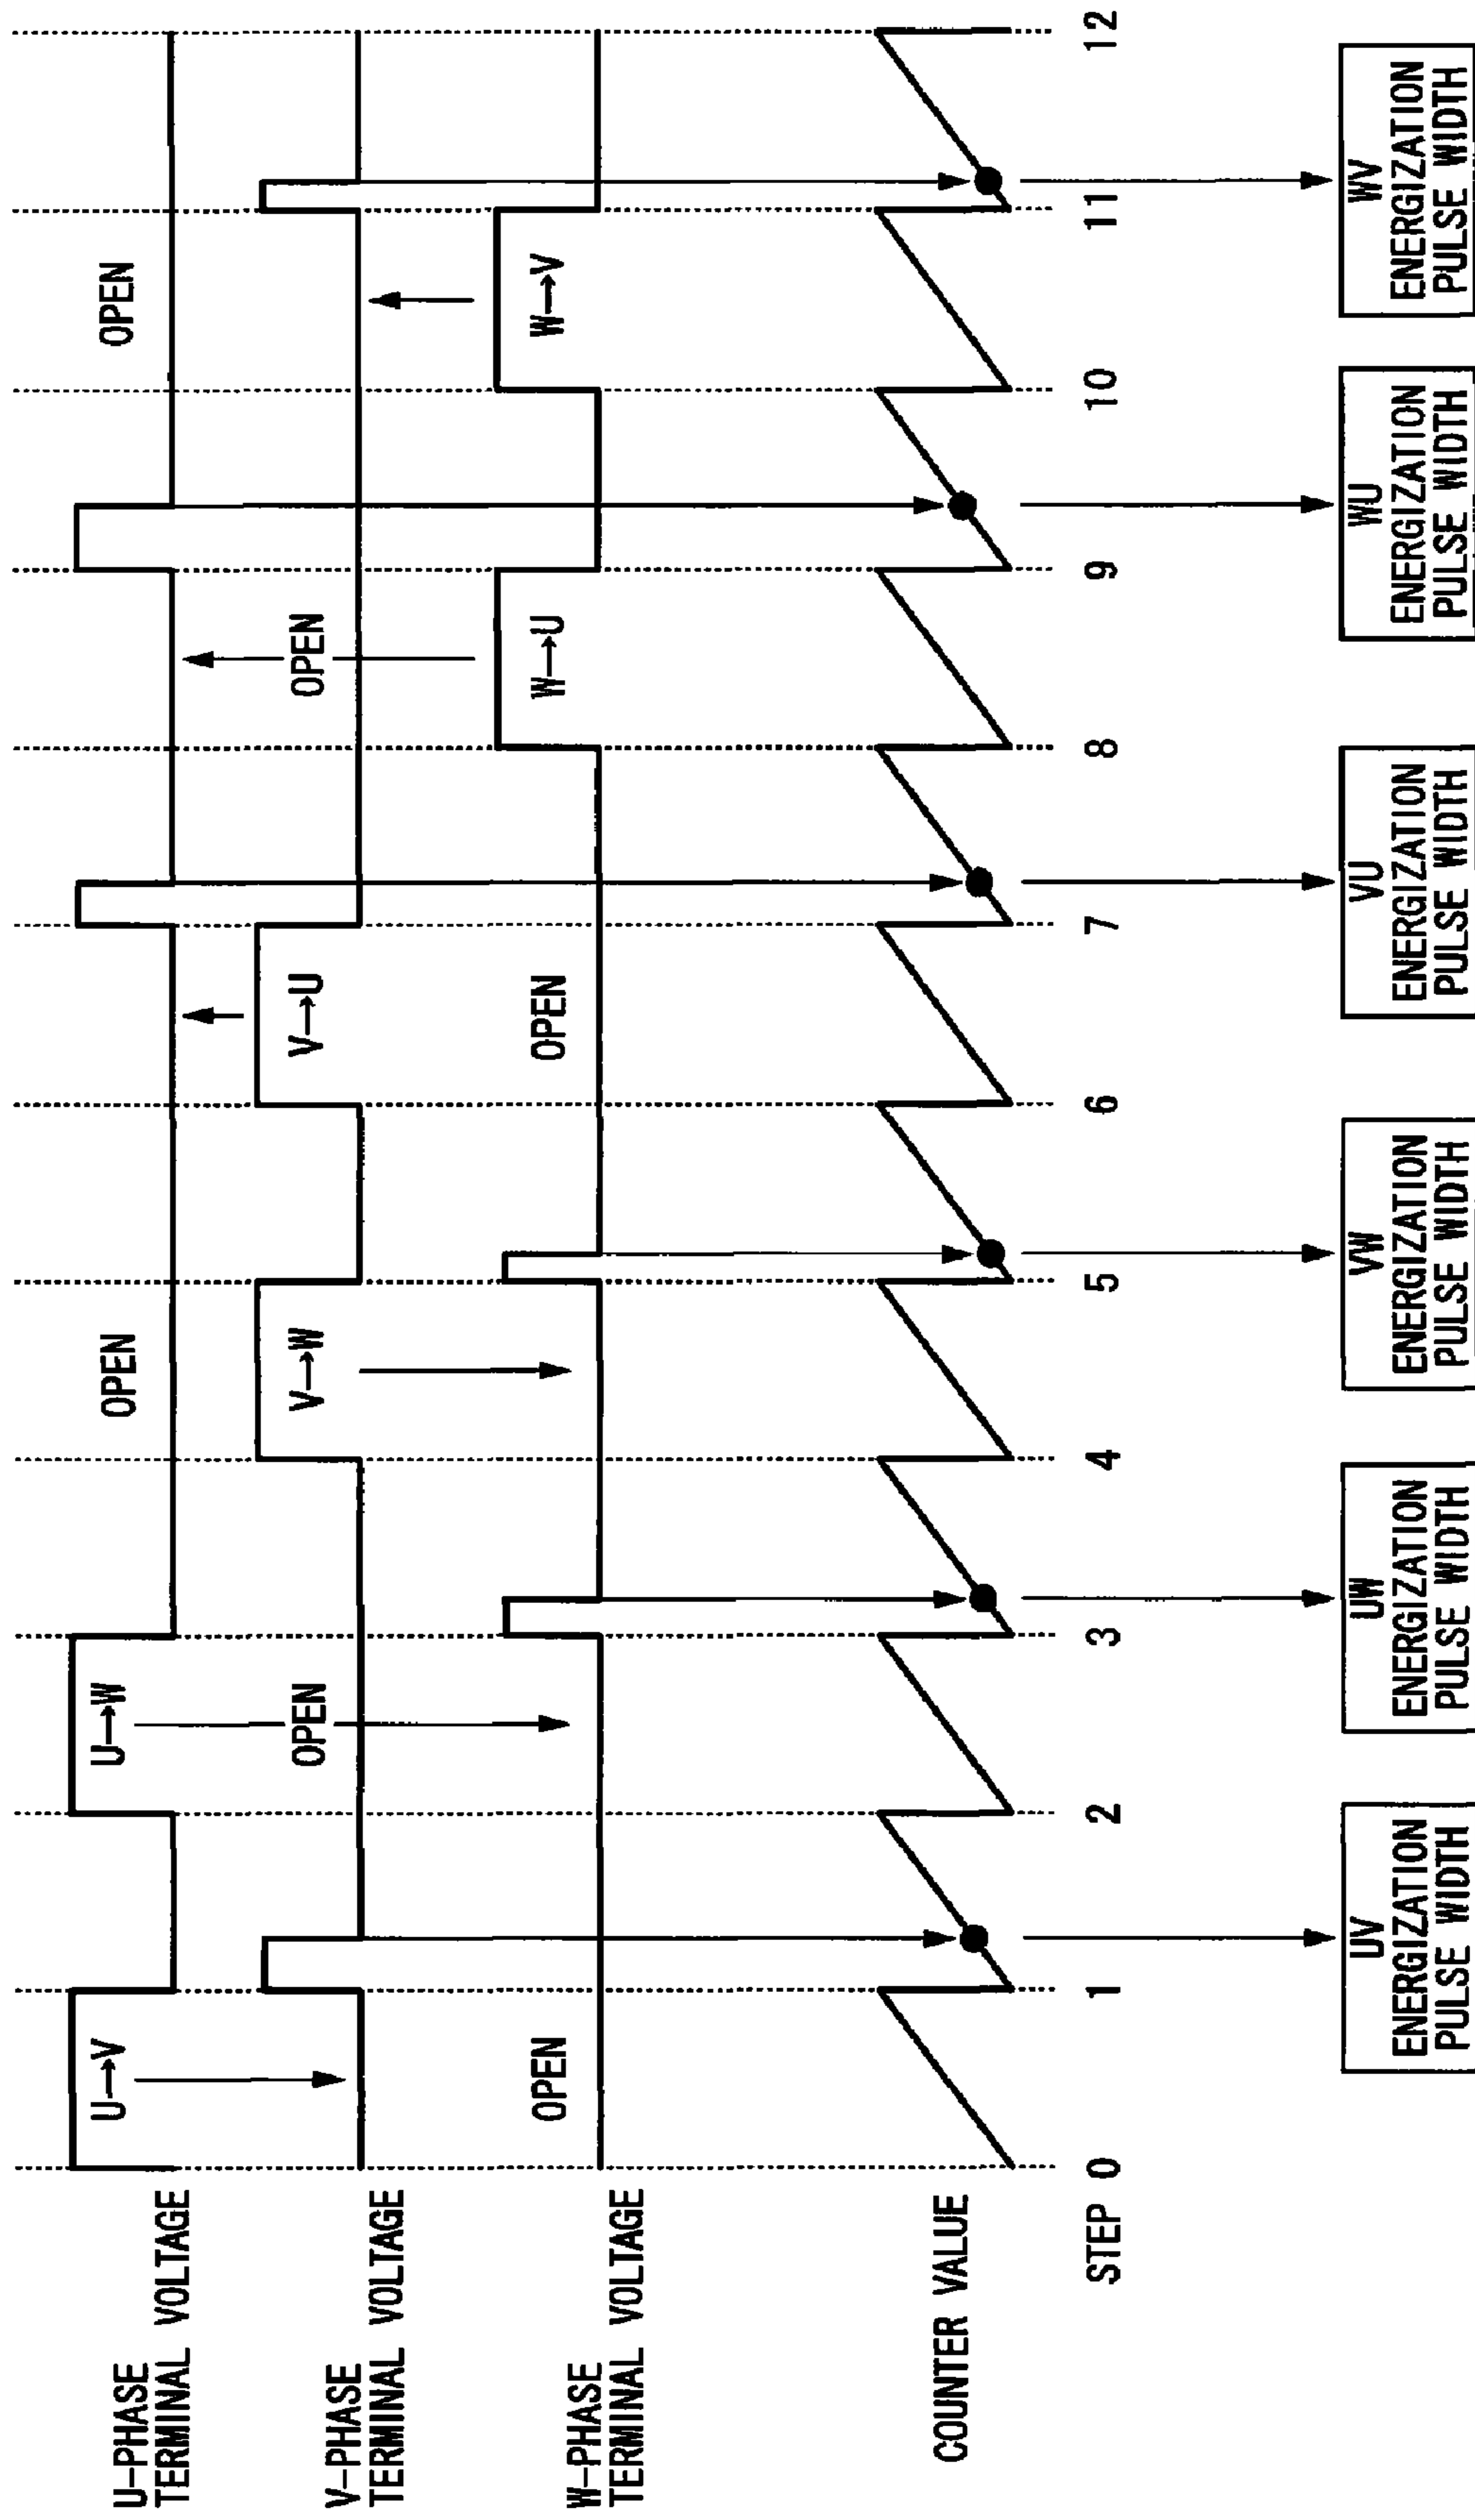 U-PHASE
TERMINAL VOLTAGE
U→V
U→W
OPEN
OPEN
V-PHASE
TERMINAL VOLTAGE
OPEN
V→W
V→U
OPEN
W-PHASE
TERMINAL VOLTAGE
OPEN
OPEN
W→U
W→V
COUNTER VALUE
STEP 0 1 2 3 4 5 6 7 8 9 10 11 12
UV
ENERGIZATION
PULSE WIDTH
UW
ENERGIZATION
PULSE WIDTH
VW
ENERGIZATION
PULSE WIDTH
VU
ENERGIZATION
PULSE WIDTH
WU
ENERGIZATION
PULSE WIDTH
WV
ENERGIZATION
PULSE WIDTH